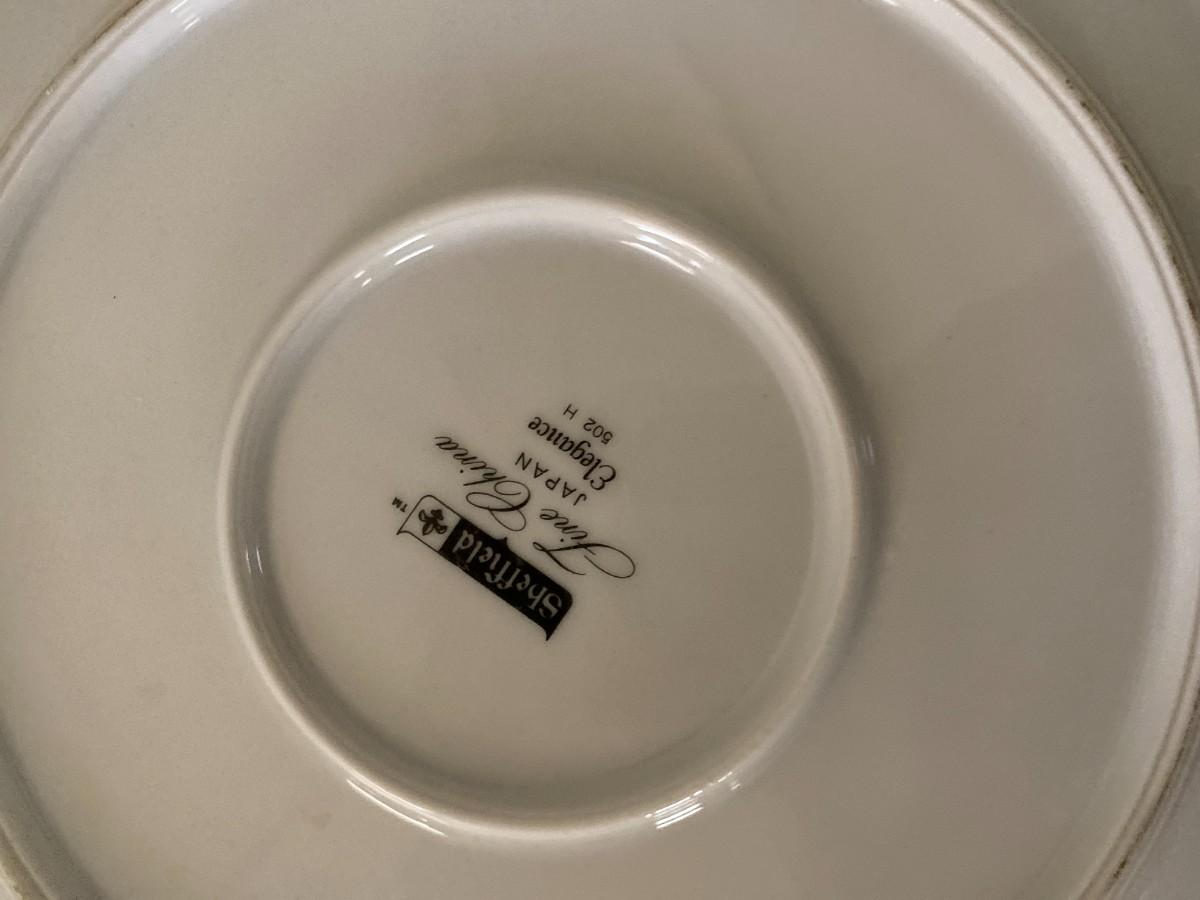 Sheffield ™
Fine China
JAPAN
Elegance
502 H